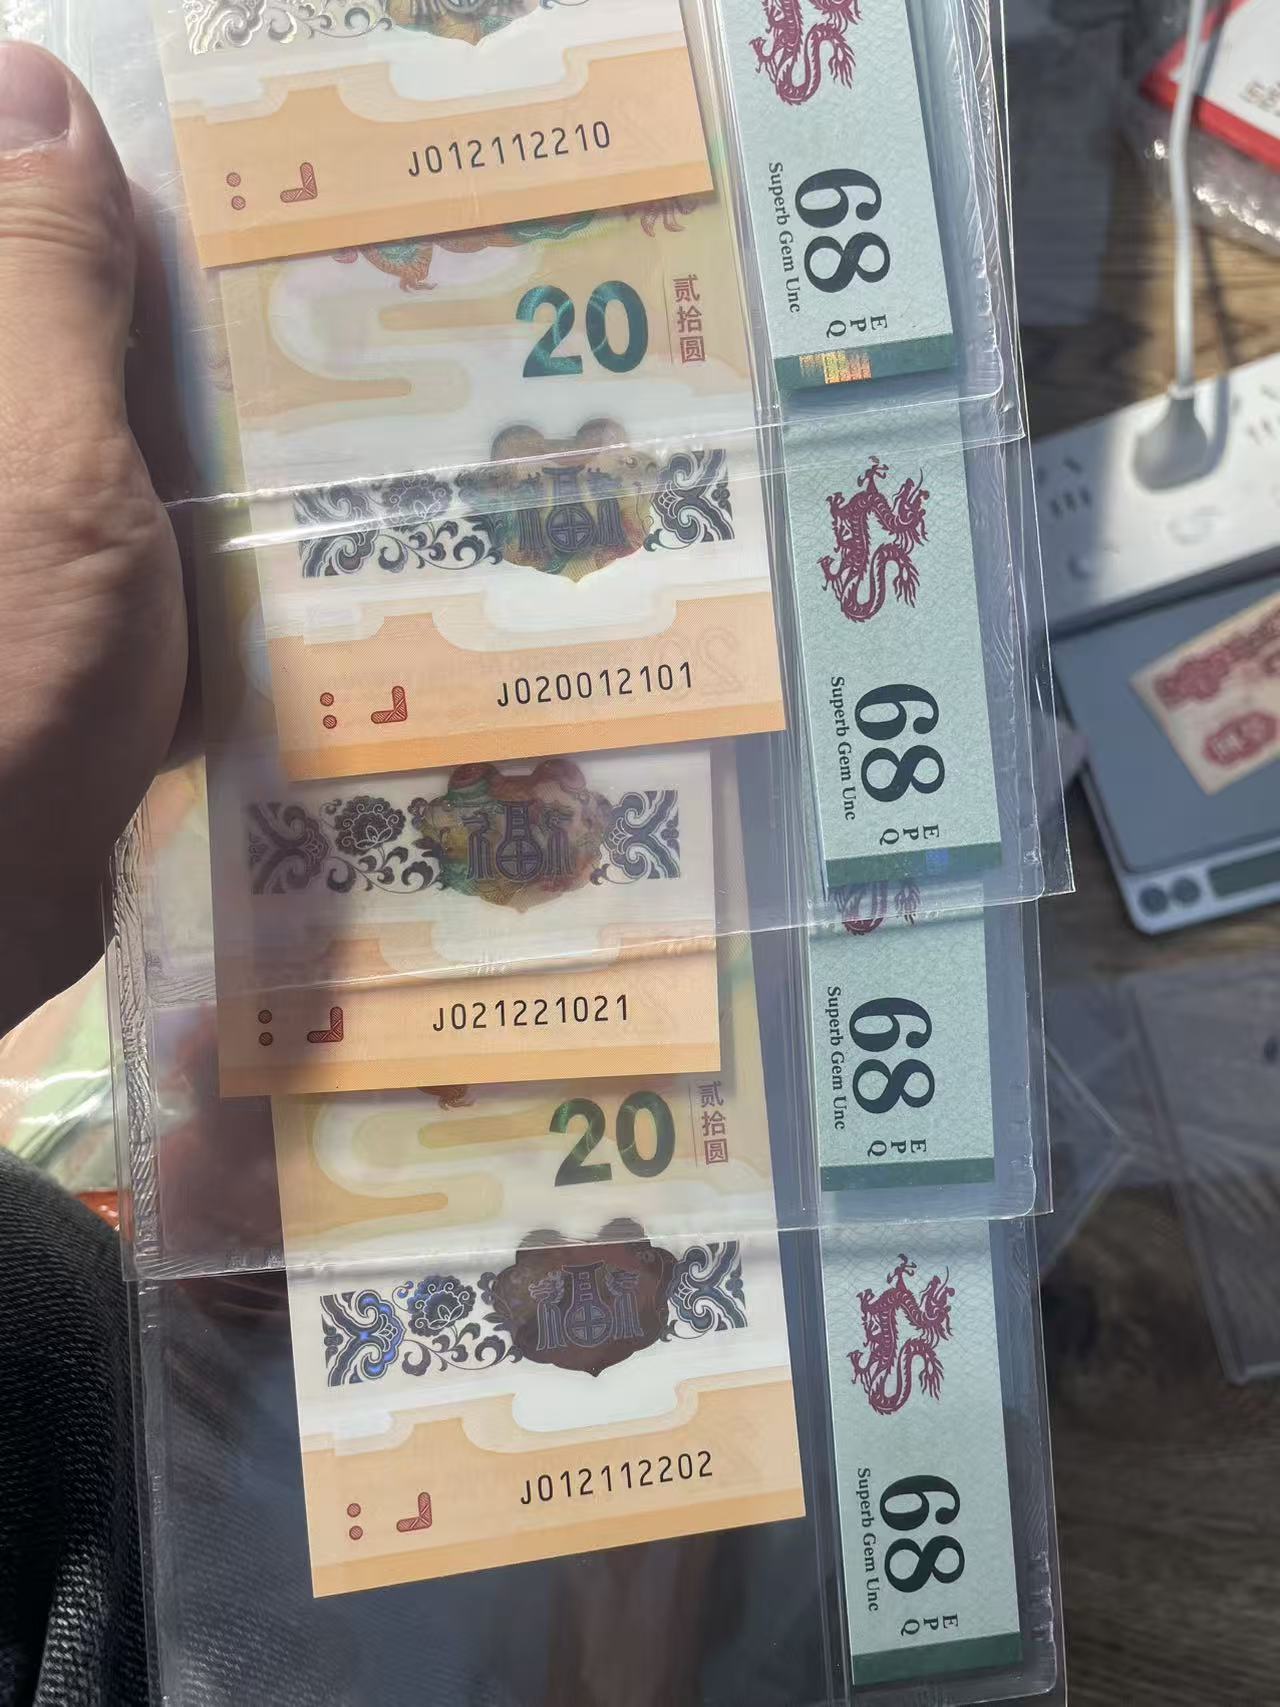 J012112210
68
Superb Gem Unc
EPQ
20
贰拾圆
福
J020012101
68
Superb Gem Unc
EPQ
福
J021221021
68
Superb Gem Unc
EPQ
20
贰拾圆
福
J012112202
68
Superb Gem Unc
EPQ